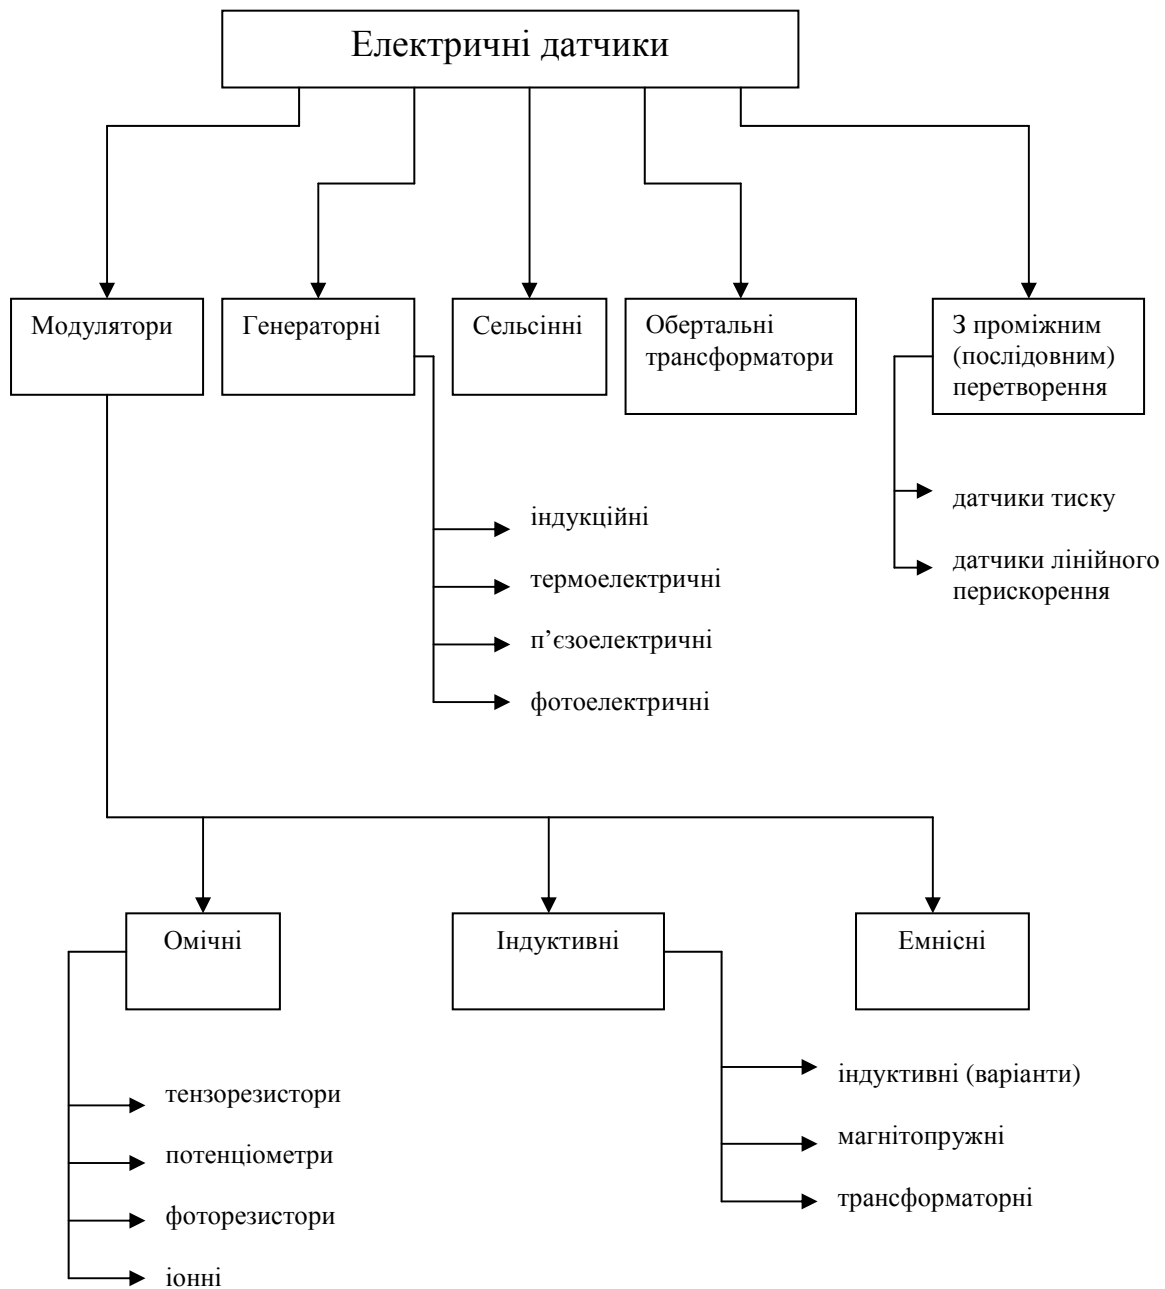 Електричні датчики
Модулятори
Генераторні
Сельсінні
Обертальні
трансформатори
З проміжним
(послідовним)
перетворення
індукційні
термоелектричні
п’єзоелектричні
фотоелектричні
датчики тиску
датчики лінійного
перискорення
Омічні
Індуктивні
Емнісні
тензорезистори
потенціометри
фоторезистори
іонні
індуктивні (варіанти)
магнітопружні
трансформаторні